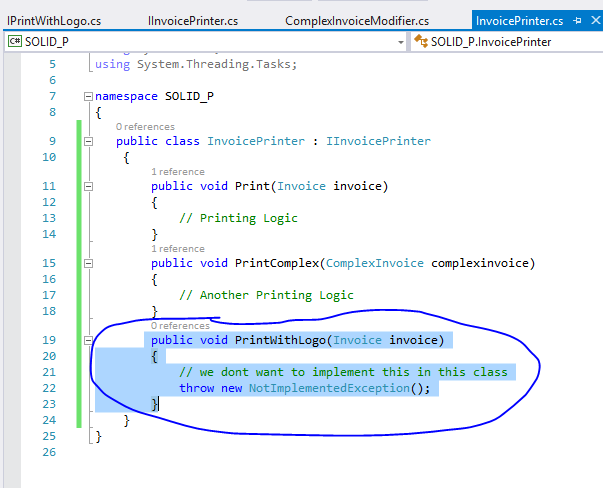 IPrintWithLogo.cs IInvoicePrinter.cs ComplexInvoiceModifier.cs InvoicePrinter.cs
C# SOLID_P SOLID_P.InvoicePrinter
5 using System.Threading.Tasks;
6
7 namespace SOLID_P
8 {
0 references
9 public class InvoicePrinter : IInvoicePrinter
10 {
1 reference
11 public void Print(Invoice invoice)
12 {
13 // Printing Logic
14 }
1 reference
15 public void PrintComplex(ComplexInvoice complexinvoice)
16 {
17 // Another Printing Logic
18 }
0 references
19 public void PrintWithLogo(Invoice invoice)
20 {
21 // we dont want to implement this in this class
22 throw new NotImplementedException();
23 }
24 }
25 }
26